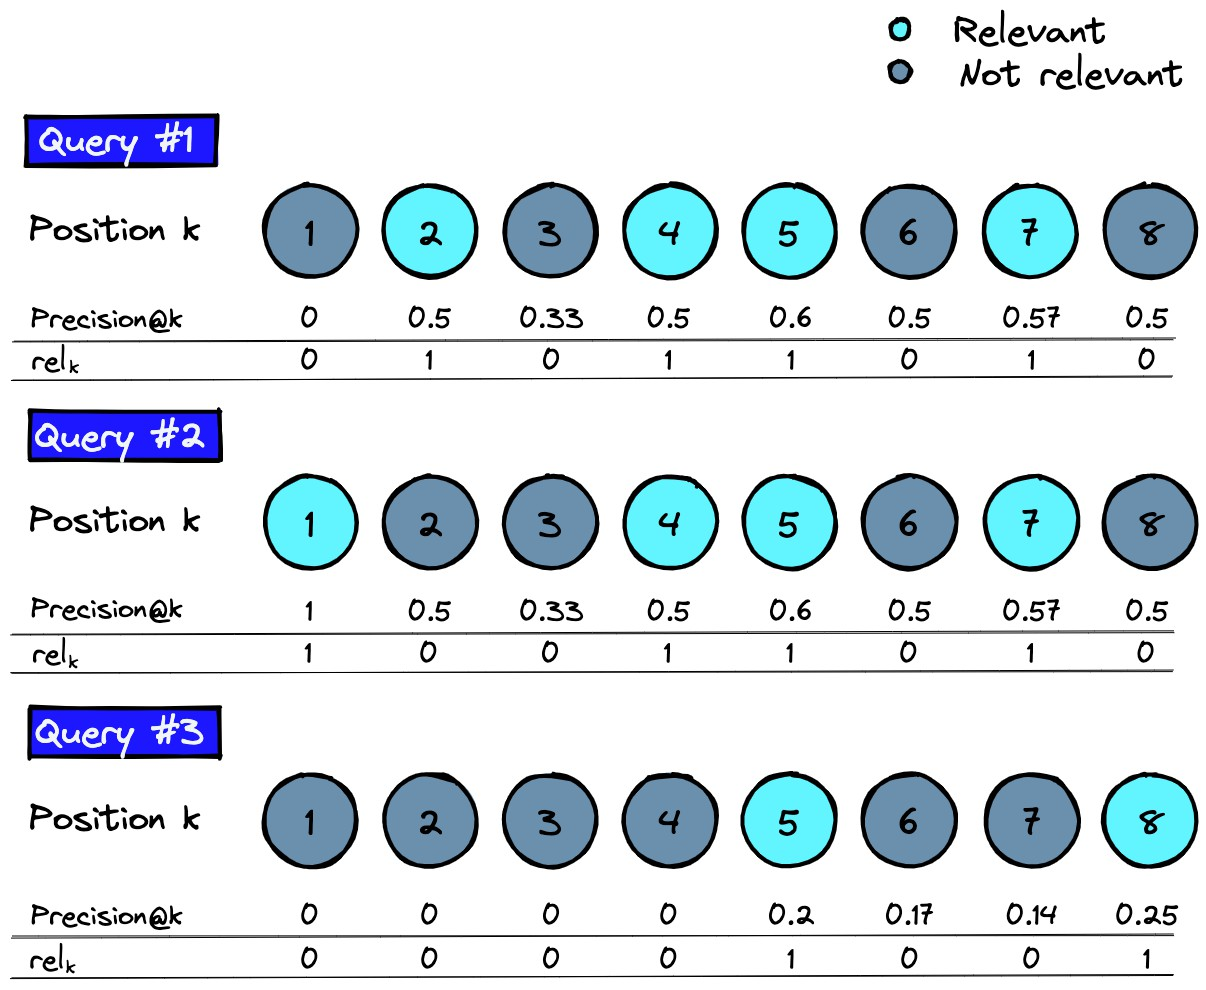 Relevant
Not relevant
Query #1
Position k 1 2 3 4 5 6 7 8
Precision@k 0 0.5 0.33 0.5 0.6 0.5 0.57 0.5
relₖ 0 1 0 1 1 0 1 0
Query #2
Position k 1 2 3 4 5 6 7 8
Precision@k 1 0.5 0.33 0.5 0.6 0.5 0.57 0.5
relₖ 1 0 0 1 1 0 1 0
Query #3
Position k 1 2 3 4 5 6 7 8
Precision@k 0 0 0 0 0.2 0.17 0.14 0.25
relₖ 0 0 0 0 1 0 0 1